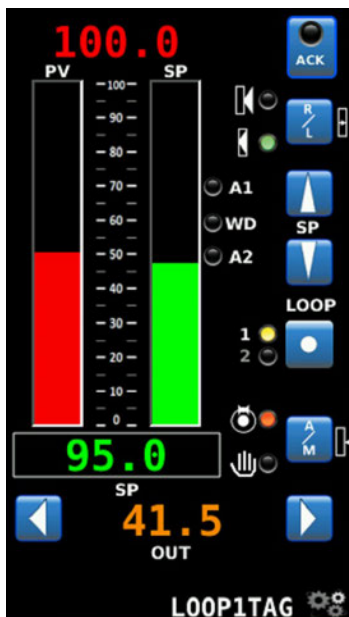 100.0
ACK
PV
SP
100
90
80
70
60
50
40
30
20
10
0
R/L
A1
WD
A2
SP
LOOP
1
2
A/M
95.0
SP
41.5
OUT
LOOP1TAG